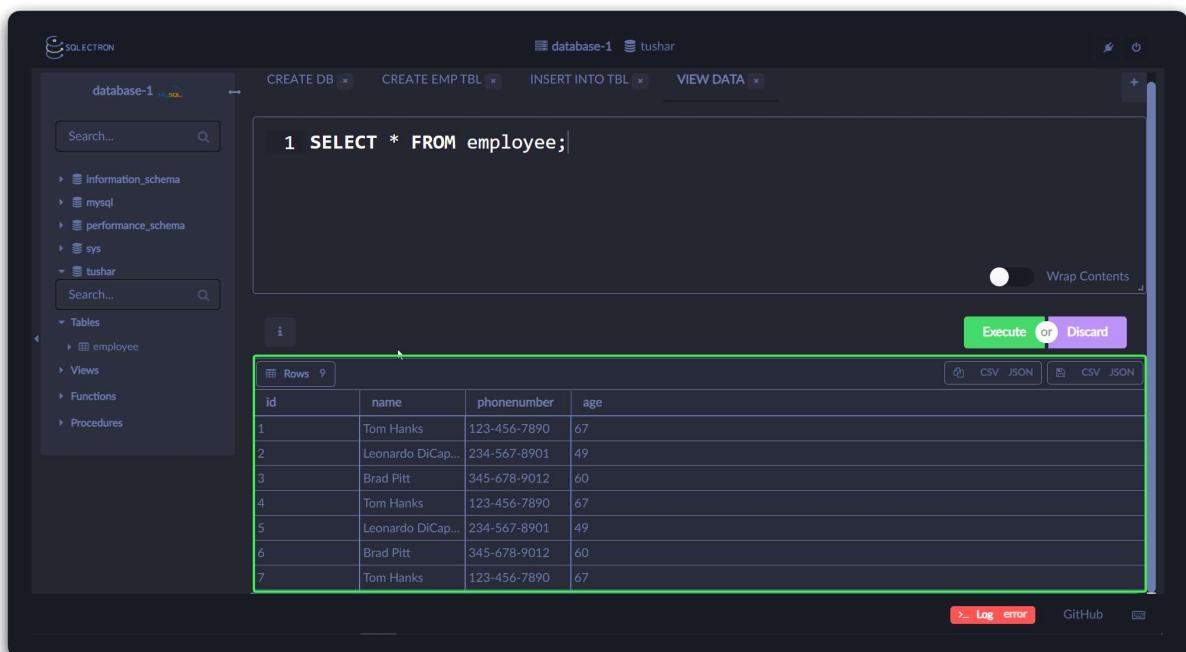 SQLECTRON
database-1 tushar
database-1 MySQL
Search...
information_schema
mysql
performance_schema
sys
tushar
Search...
Tables
employee
Views
Functions
Procedures
CREATE DB × CREATE EMP TBL × INSERT INTO TBL × VIEW DATA × +
1 SELECT * FROM employee;
Wrap Contents
i
Execute or Discard
Rows 9 CSV JSON CSV JSON
id name phonenumber age
1 Tom Hanks 123-456-7890 67
2 Leonardo DiCap... 234-567-8901 49
3 Brad Pitt 345-678-9012 60
4 Tom Hanks 123-456-7890 67
5 Leonardo DiCap... 234-567-8901 49
6 Brad Pitt 345-678-9012 60
7 Tom Hanks 123-456-7890 67
>_ Log error GitHub